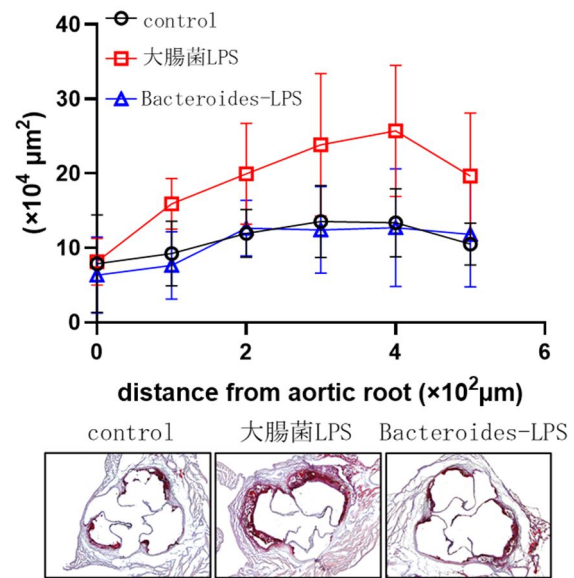 40
30
20
10
0
(×10⁴ µm²)
control
大腸菌LPS
Bacteroides-LPS
0 2 4 6
distance from aortic root (×10²µm)
control 大腸菌LPS Bacteroides-LPS